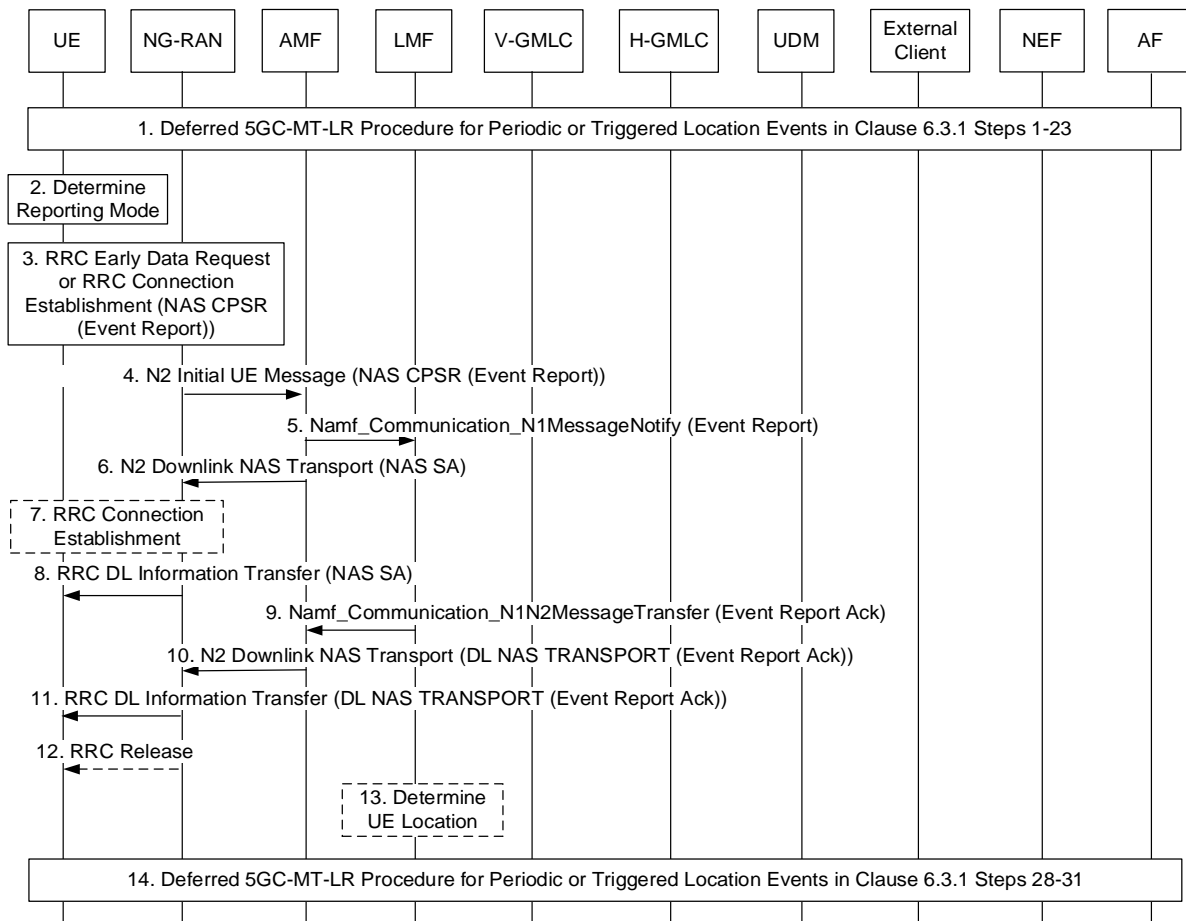 UE
NG-RAN
AMF
LMF
V-GMLC
H-GMLC
UDM
External
Client
NEF
AF
1. Deferred 5GC-MT-LR Procedure for Periodic or Triggered Location Events in Clause 6.3.1 Steps 1-23
2. Determine
Reporting Mode
3. RRC Early Data Request
or RRC Connection
Establishment (NAS CPSR
(Event Report))
4. N2 Initial UE Message (NAS CPSR (Event Report))
5. Namf_Communication_N1MessageNotify (Event Report)
6. N2 Downlink NAS Transport (NAS SA)
7. RRC Connection
Establishment
8. RRC DL Information Transfer (NAS SA)
9. Namf_Communication_N1N2MessageTransfer (Event Report Ack)
10. N2 Downlink NAS Transport (DL NAS TRANSPORT (Event Report Ack))
11. RRC DL Information Transfer (DL NAS TRANSPORT (Event Report Ack))
12. RRC Release
13. Determine
UE Location
14. Deferred 5GC-MT-LR Procedure for Periodic or Triggered Location Events in Clause 6.3.1 Steps 28-31